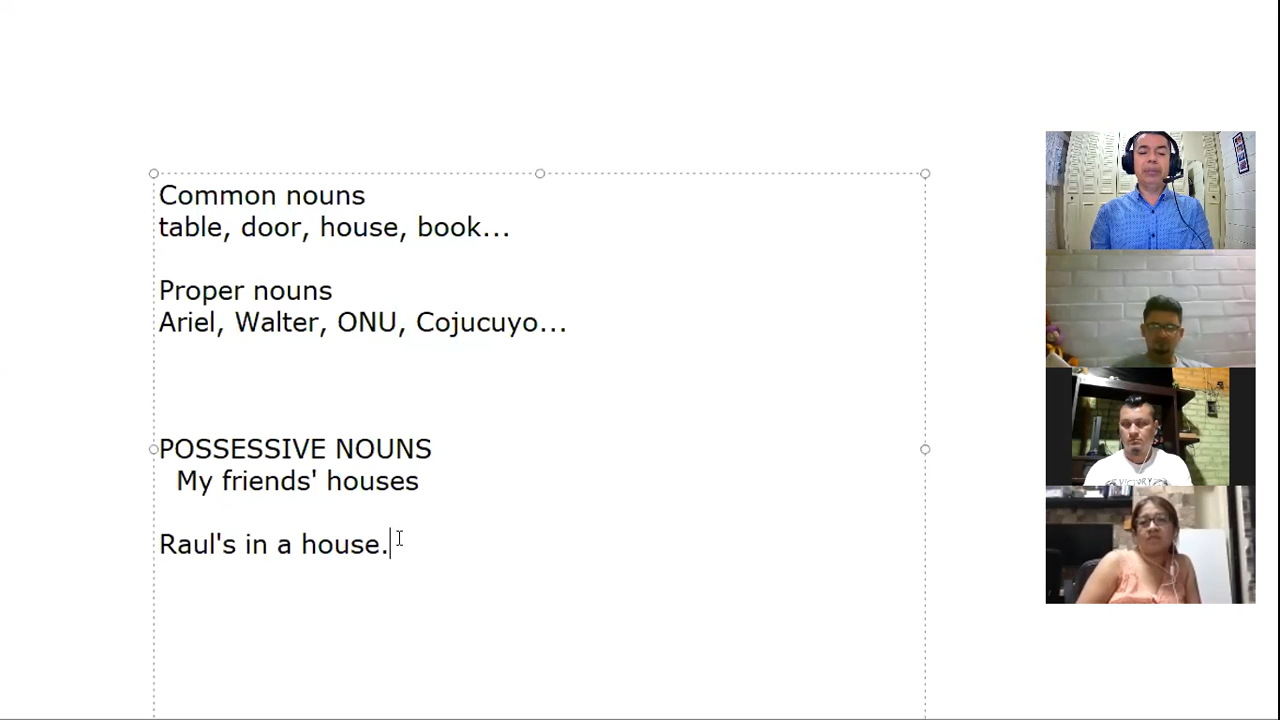 Common nouns
table, door, house, book...
Proper nouns
Ariel, Walter, ONU, Cojucuyo...
POSSESSIVE NOUNS
My friends' houses
Raul's in a house.